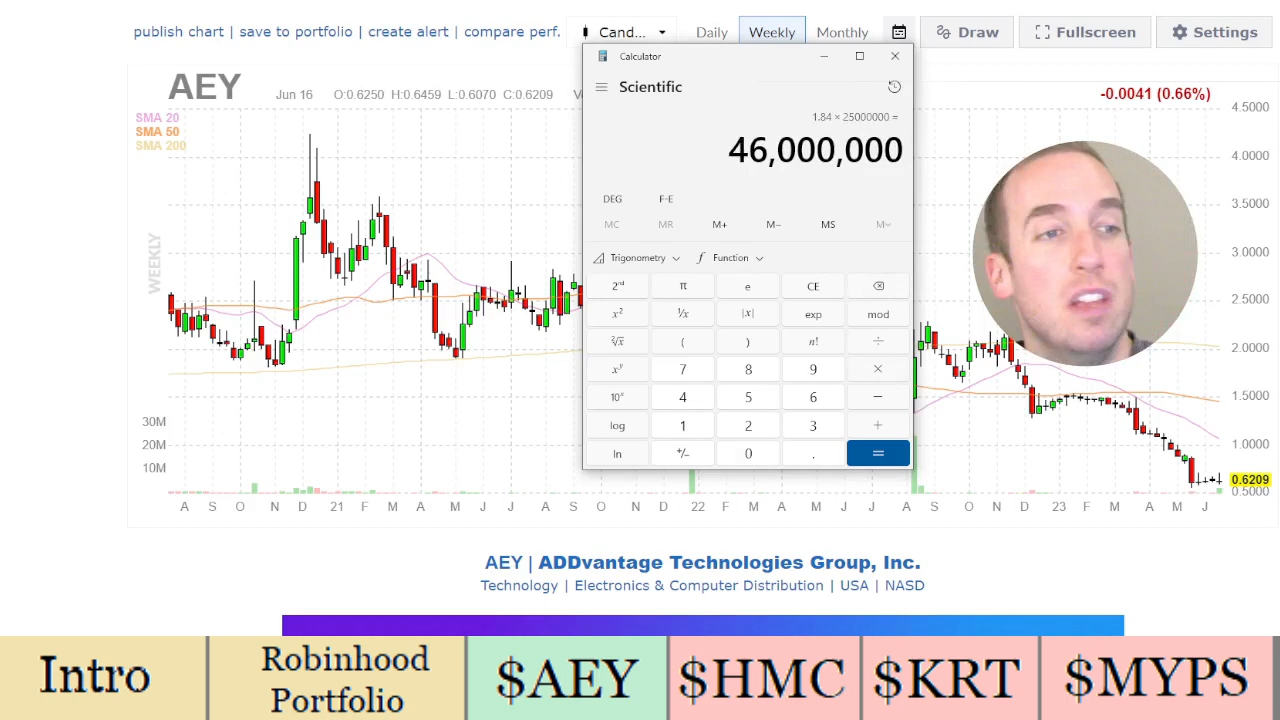 publish chart | save to portfolio | create alert | compare perf.
Cand...
Daily
Weekly
Monthly
Draw
Fullscreen
Settings
AEY
Jun 16
O:0.6250 H:0.6459 L:0.6070 C:0.6209
-0.0041 (0.66%)
SMA 20
SMA 50
SMA 200
WEEKLY
30M
20M
10M
4.5000
4.0000
3.5000
3.0000
2.5000
2.0000
1.5000
1.0000
0.6209
0.5000
A S O N D 21 F M A M J J A S O N D 22 F M A M J J A S O N D 23 F M A M J
Calculator
Scientific
1.84 × 25000000 =
46,000,000
DEG F-E
MC MR M+ M− MS M˅
Trigonometry
f Function
2ⁿᵈ π e CE
x² ¹/x |x| exp mod
²√x ( ) n! ÷
xʸ 7 8 9 ×
10ˣ 4 5 6 −
log 1 2 3 +
ln +/− 0 . =
AEY | ADDvantage Technologies Group, Inc.
Technology | Electronics & Computer Distribution | USA | NASD
Intro
Robinhood
Portfolio
$AEY
$HMC
$KRT
$MYPS